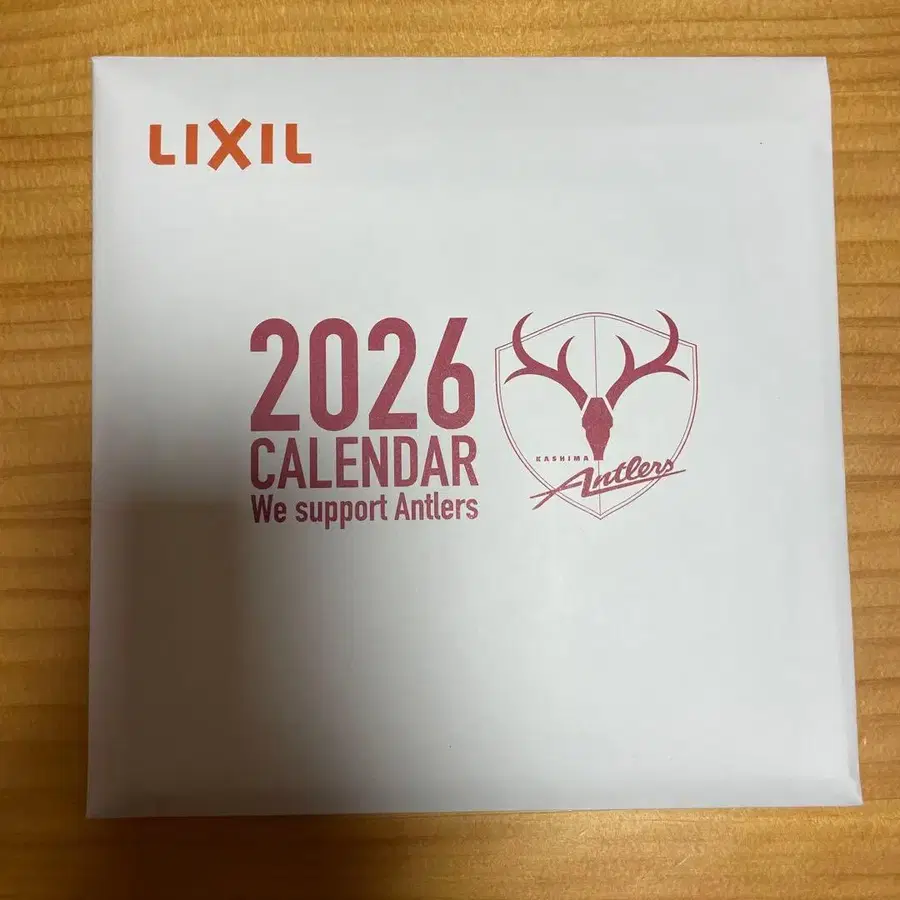 LIXIL
2026
CALENDAR
We support Antlers
KASHIMA
Antlers